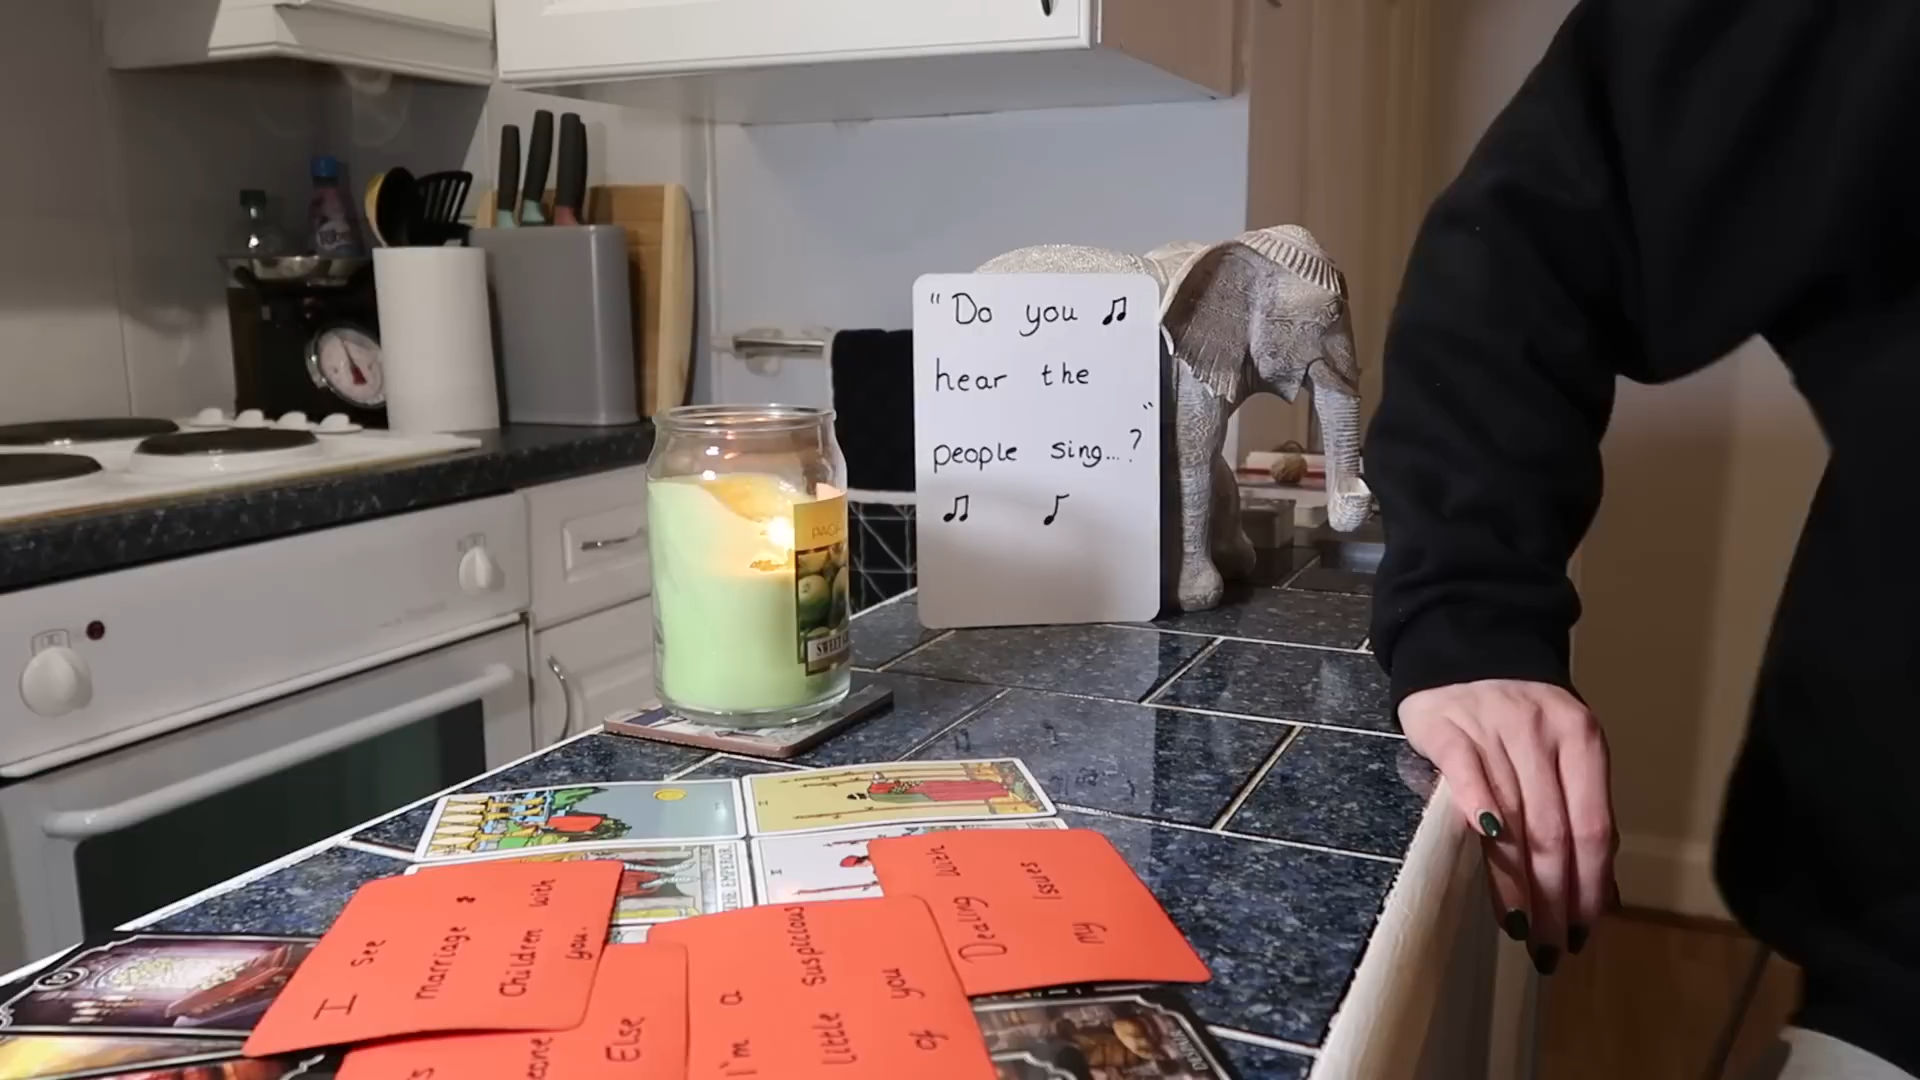 "Do you ♫
hear the
people sing...?"
♫ ♪
SWEET
THE EMPEROR
I
I
I see
marriage &
Children with
you.
Dealing with
my
issues
I'm a
Little suspicious
of you
Else